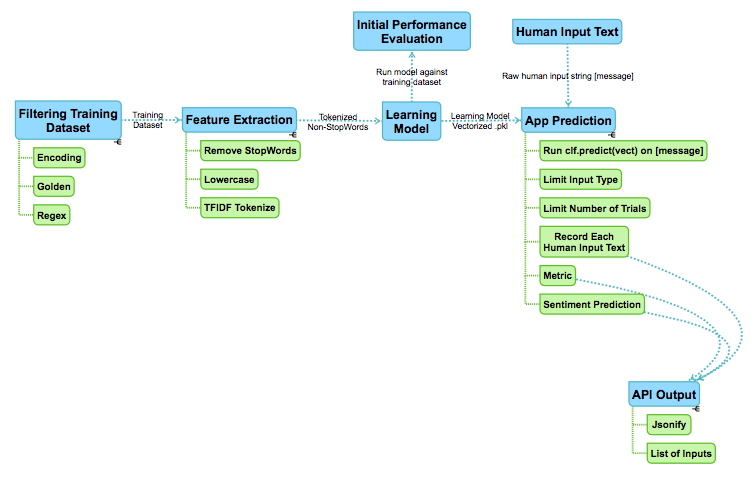 Initial Performance
Evaluation
Human Input Text
Run model against
training dataset
Raw human input string [message]
Filtering Training
Dataset
Training
Dataset
Feature Extraction
Tokenized
Non-StopWords
Learning
Model
Learning Model
Vectorized .pkl
App Prediction
Encoding
Golden
Regex
Remove StopWords
Lowercase
TFIDF Tokenize
Run clf.predict(vect) on [message]
Limit Input Type
Limit Number of Trials
Record Each
Human Input Text
Metric
Sentiment Prediction
API Output
Jsonify
List of Inputs